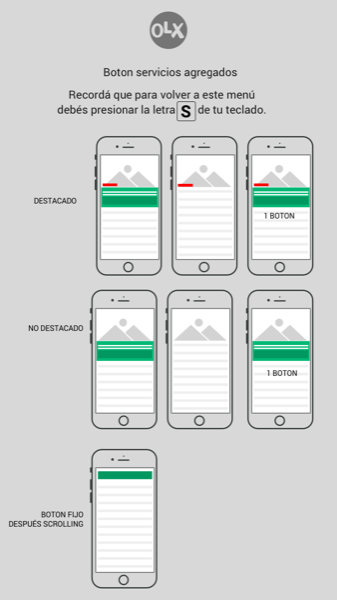 OLX
Boton servicios agregados
Recordá que para volver a este menú
debés presionar la letra S de tu teclado.
DESTACADO
1 BOTON
NO DESTACADO
1 BOTON
BOTON FIJO
DESPUÉS SCROLLING